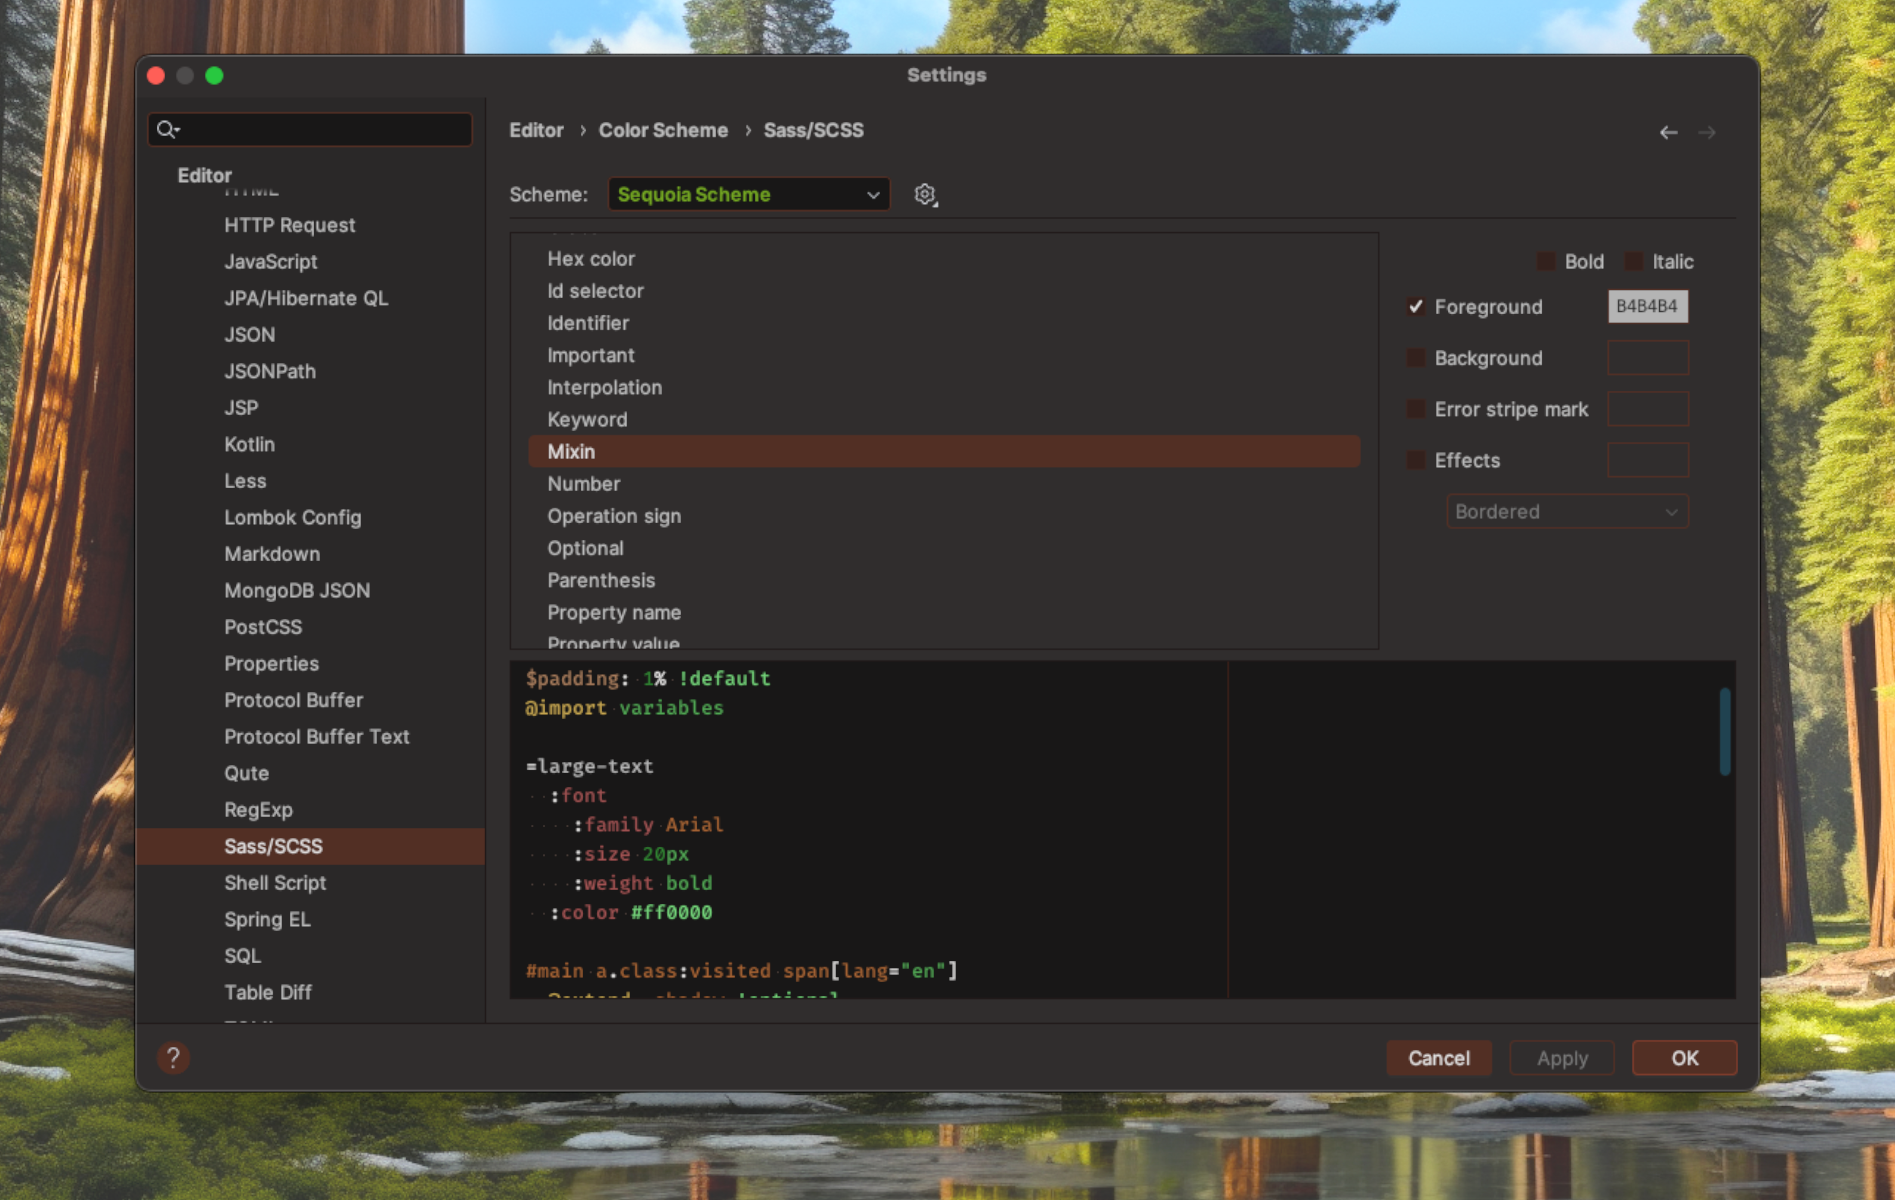 Settings
Editor
HTML
HTTP Request
JavaScript
JPA/Hibernate QL
JSON
JSONPath
JSP
Kotlin
Less
Lombok Config
Markdown
MongoDB JSON
PostCSS
Properties
Protocol Buffer
Protocol Buffer Text
Qute
RegExp
Sass/SCSS
Shell Script
Spring EL
SQL
Table Diff
Editor › Color Scheme › Sass/SCSS
Scheme: Sequoia Scheme
Hex color
Id selector
Identifier
Important
Interpolation
Keyword
Mixin
Number
Operation sign
Optional
Parenthesis
Property name
Property value
Bold Italic
Foreground B4B4B4
Background
Error stripe mark
Effects
Bordered
$padding: 1% !default
@import variables
=large-text
:font
:family Arial
:size 20px
:weight bold
:color #ff0000
#main a.class:visited span[lang="en"]
? Cancel Apply OK